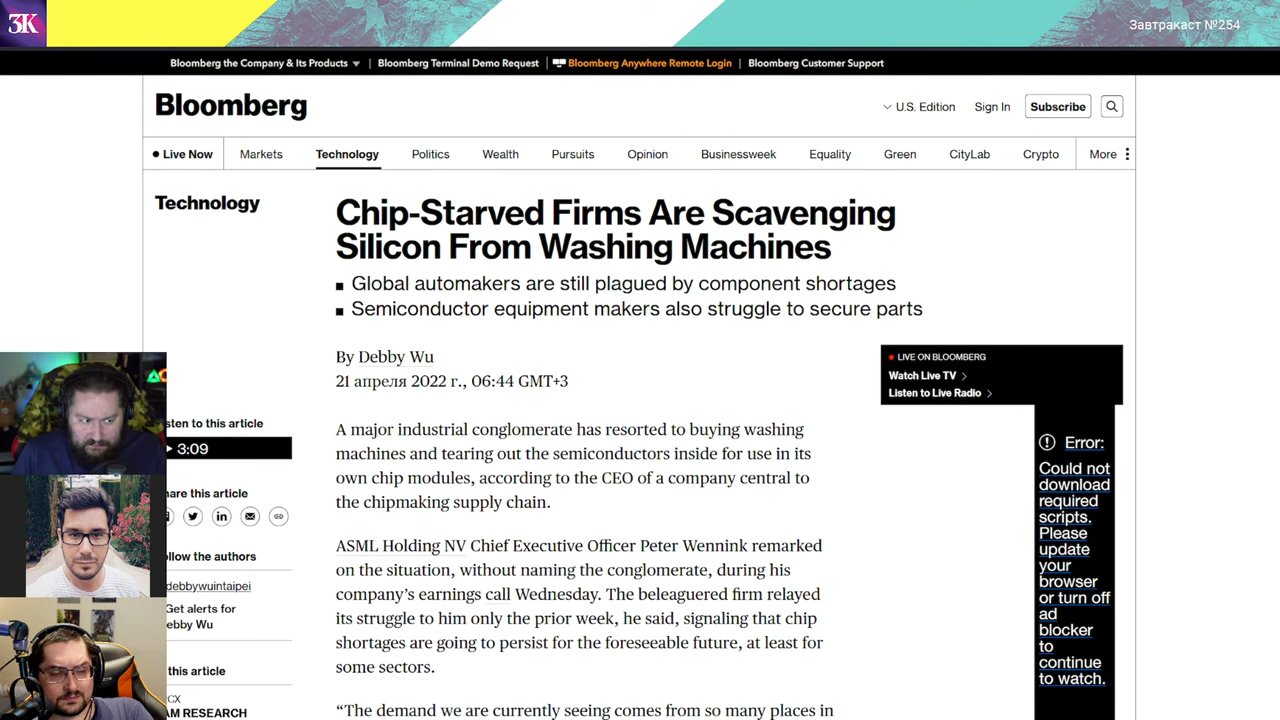 ЗК
Завтракаст №254
Bloomberg the Company & Its Products
Bloomberg Terminal Demo Request
Bloomberg Anywhere Remote Login
Bloomberg Customer Support
Bloomberg
U.S. Edition
Sign In
Subscribe
Live Now
Markets
Technology
Politics
Wealth
Pursuits
Opinion
Businessweek
Equality
Green
CityLab
Crypto
More
Technology
Chip-Starved Firms Are Scavenging
Silicon From Washing Machines
Global automakers are still plagued by component shortages
Semiconductor equipment makers also struggle to secure parts
By Debby Wu
21 апреля 2022 г., 06:44 GMT+3
LIVE ON BLOOMBERG
Watch Live TV
Listen to Live Radio
sten to this article
3:09
hare this article
ollow the authors
debbywuintaipei
Get alerts for
ebby Wu
this article
CX
AM RESEARCH
A major industrial conglomerate has resorted to buying washing
machines and tearing out the semiconductors inside for use in its
own chip modules, according to the CEO of a company central to
the chipmaking supply chain.
ASML Holding NV Chief Executive Officer Peter Wennink remarked
on the situation, without naming the conglomerate, during his
company’s earnings call Wednesday. The beleaguered firm relayed
its struggle to him only the prior week, he said, signaling that chip
shortages are going to persist for the foreseeable future, at least for
some sectors.
“The demand we are currently seeing comes from so many places in
Error:
Could not
download
required
scripts.
Please
update
your
browser
or turn off
ad
blocker
to
continue
to watch.